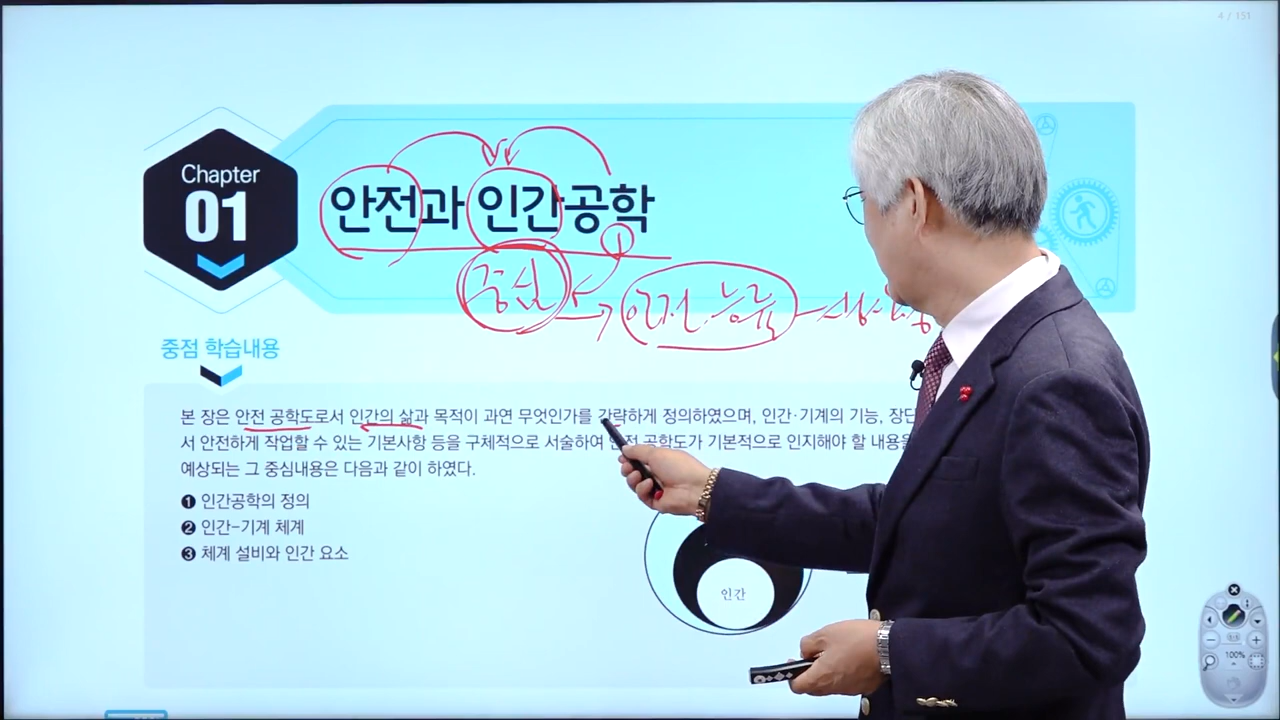 4 / 151
Chapter
01
안전과 인간공학
중심
안전
중점 학습내용
본 장은 안전 공학도로서 인간의 삶과 목적이 과연 무엇인가를 간략하게 정의하였으며, 인간·기계의 기능, 장단
서 안전하게 작업할 수 있는 기본사항 등을 구체적으로 서술하여 안전 공학도가 기본적으로 인지해야 할 내용을
예상되는 그 중심내용은 다음과 같이 하였다.
❶ 인간공학의 정의
❷ 인간-기계 체계
❸ 체계 설비와 인간 요소
인간
100%